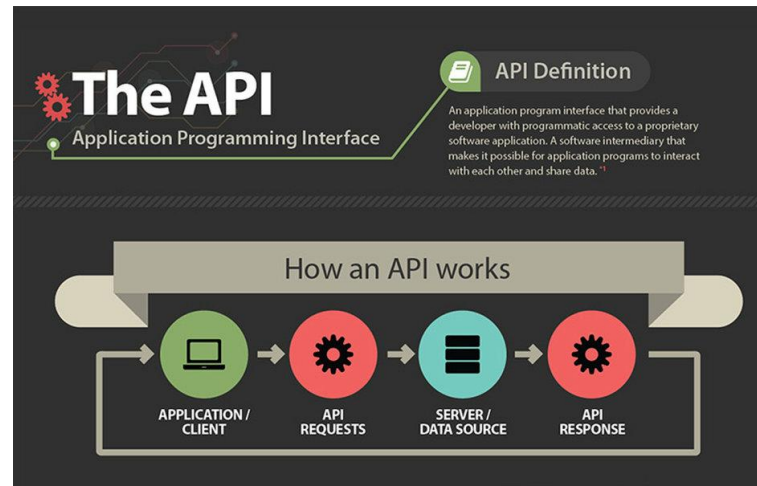 The API
Application Programming Interface
API Definition
An application program interface that provides a
developer with programmatic access to a proprietary
software application. A software intermediary that
makes it possible for application programs to interact
with each other and share data. *1
How an API works
APPLICATION /
CLIENT
API
REQUESTS
SERVER /
DATA SOURCE
API
RESPONSE